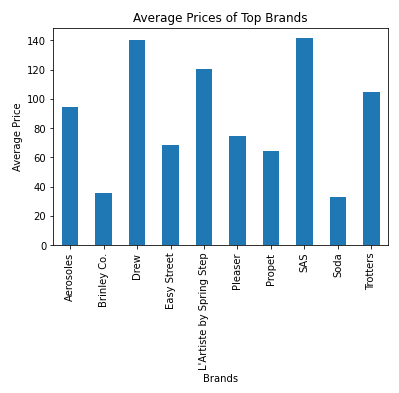 Average Prices of Top Brands
Average Price
140
120
100
80
60
40
20
0
Aerosoles
Brinley Co.
Drew
Easy Street
L'Artiste by Spring Step
Pleaser
Propet
SAS
Soda
Trotters
Brands